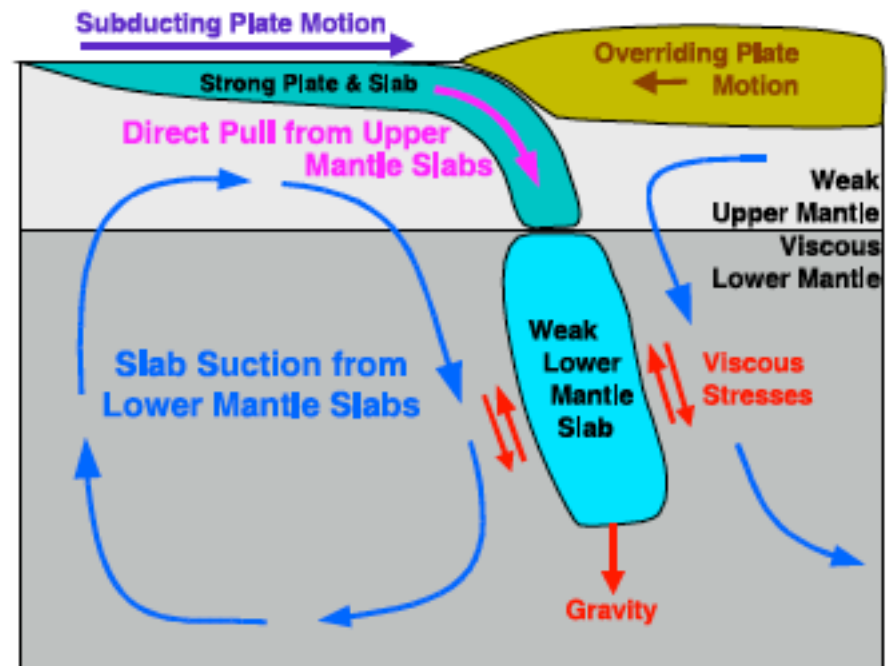 Subducting Plate Motion
Overriding Plate
Motion
Strong Plate & Slab
Direct Pull from Upper
Mantle Slabs
Weak
Upper Mantle
Viscous
Lower Mantle
Slab Suction from
Lower Mantle Slabs
Weak
Lower
Mantle
Slab
Viscous
Stresses
Gravity